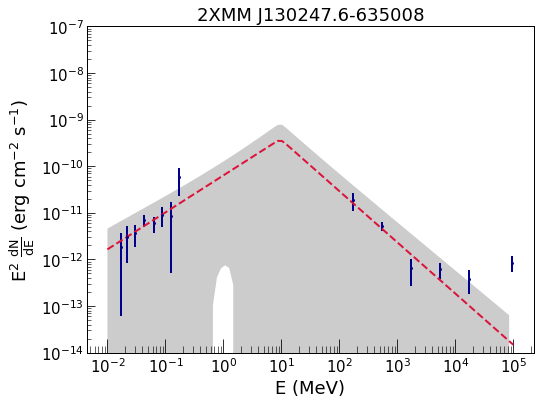 2XMM J130247.6-635008
10⁻⁷
10⁻⁸
10⁻⁹
10⁻¹⁰
10⁻¹¹
10⁻¹²
10⁻¹³
10⁻¹⁴
E² dN/dE (erg cm⁻² s⁻¹)
10⁻² 10⁻¹ 10⁰ 10¹ 10² 10³ 10⁴ 10⁵
E (MeV)